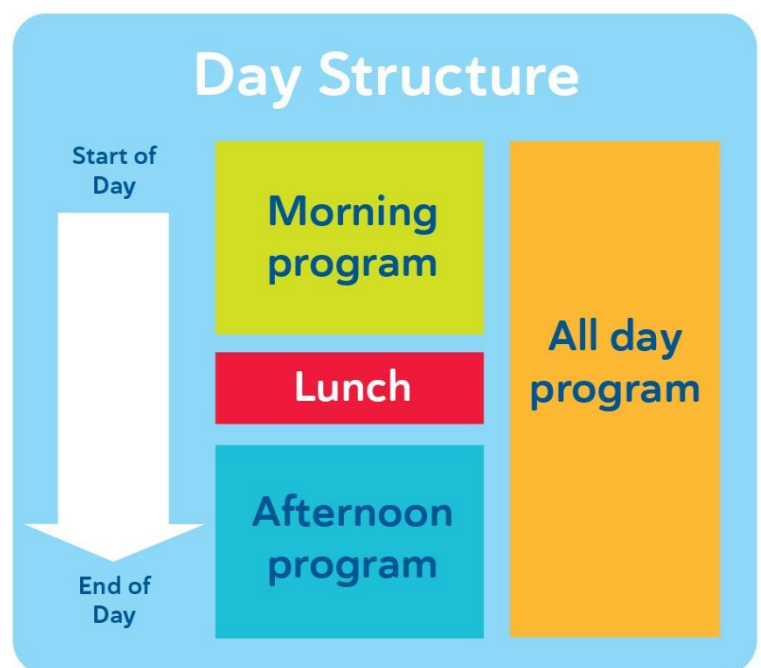 Day Structure
Start of
Day
Morning
program
Lunch
Afternoon
program
All day
program
End of
Day